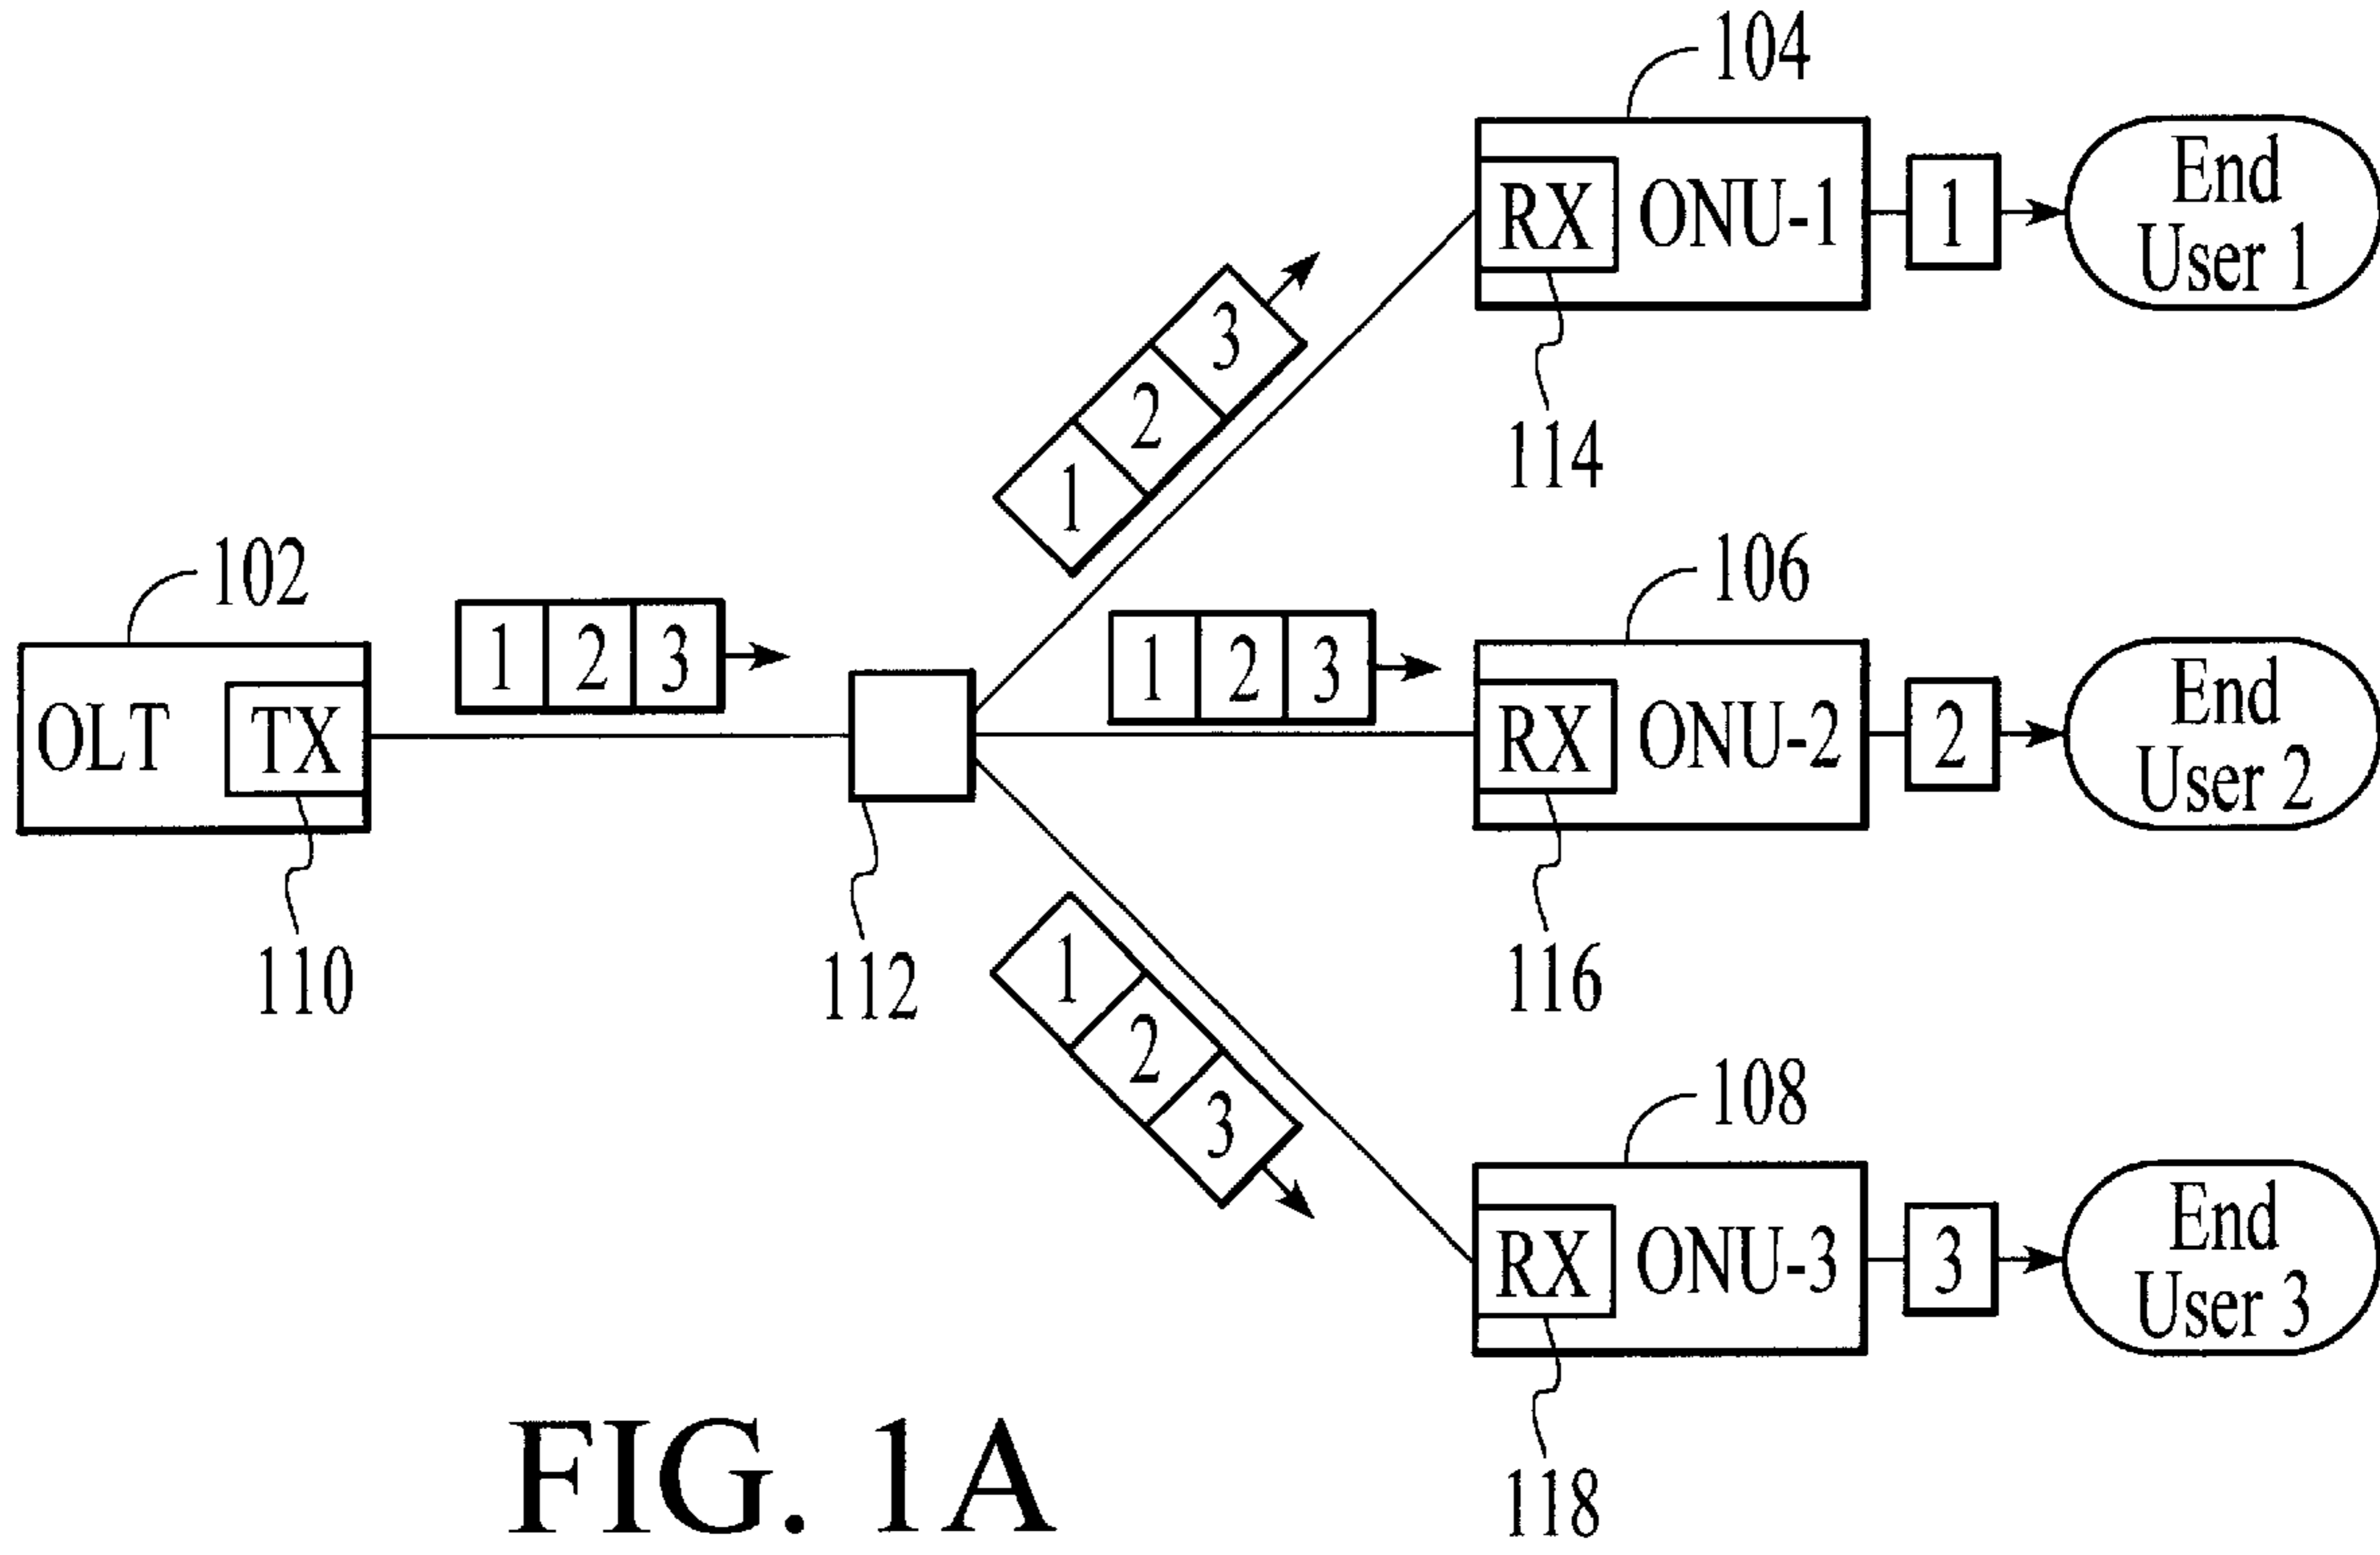 104
RX ONU-1 1 End
User 1
3
2
1
114
102
106
1 2 3
1 2 3
OLT TX
RX ONU-2 2 End
User 2
110
112
116
1
2
3
108
RX ONU-3 3 End
User 3
118
FIG. 1A